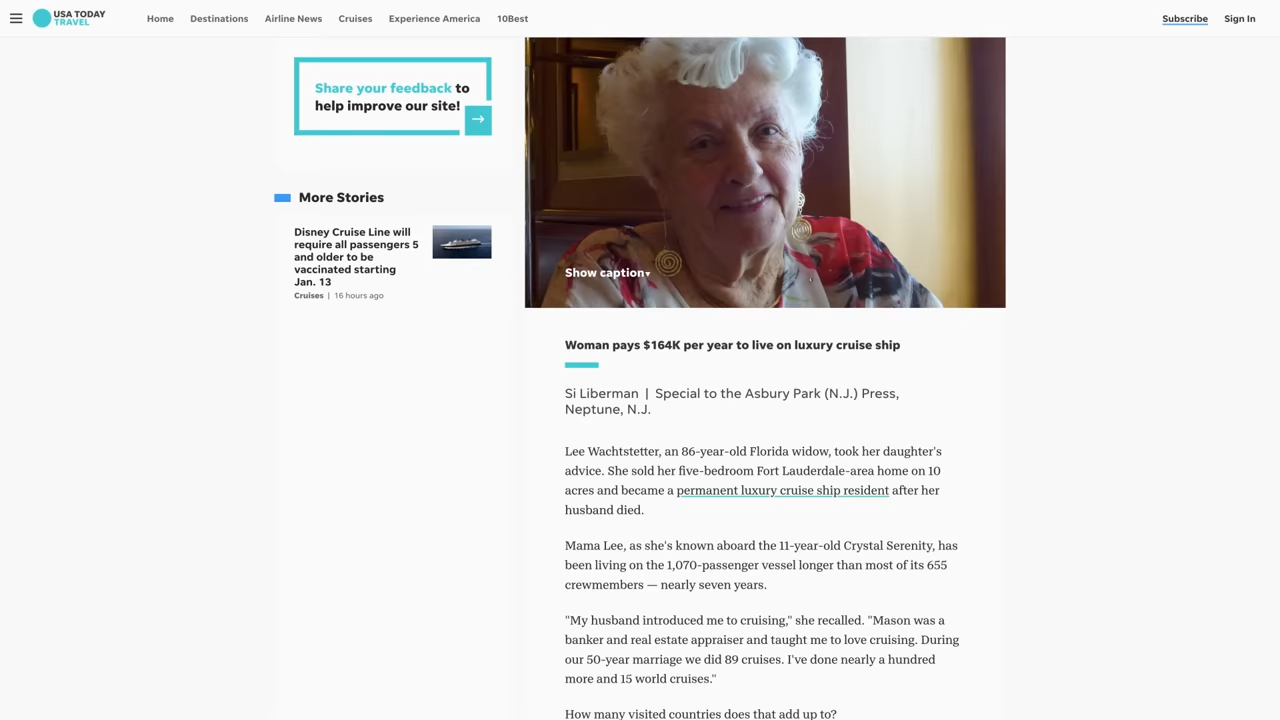 USA TODAY
TRAVEL
Home
Destinations
Airline News
Cruises
Experience America
10Best
Subscribe
Sign In
Share your feedback to
help improve our site!
More Stories
Disney Cruise Line will
require all passengers 5
and older to be
vaccinated starting
Jan. 13
Cruises | 16 hours ago
Show caption
Woman pays $164K per year to live on luxury cruise ship
Si Liberman | Special to the Asbury Park (N.J.) Press,
Neptune, N.J.
Lee Wachtstetter, an 86-year-old Florida widow, took her daughter's
advice. She sold her five-bedroom Fort Lauderdale-area home on 10
acres and became a permanent luxury cruise ship resident after her
husband died.
Mama Lee, as she's known aboard the 11-year-old Crystal Serenity, has
been living on the 1,070-passenger vessel longer than most of its 655
crewmembers — nearly seven years.
"My husband introduced me to cruising," she recalled. "Mason was a
banker and real estate appraiser and taught me to love cruising. During
our 50-year marriage we did 89 cruises. I've done nearly a hundred
more and 15 world cruises."
How many visited countries does that add up to?